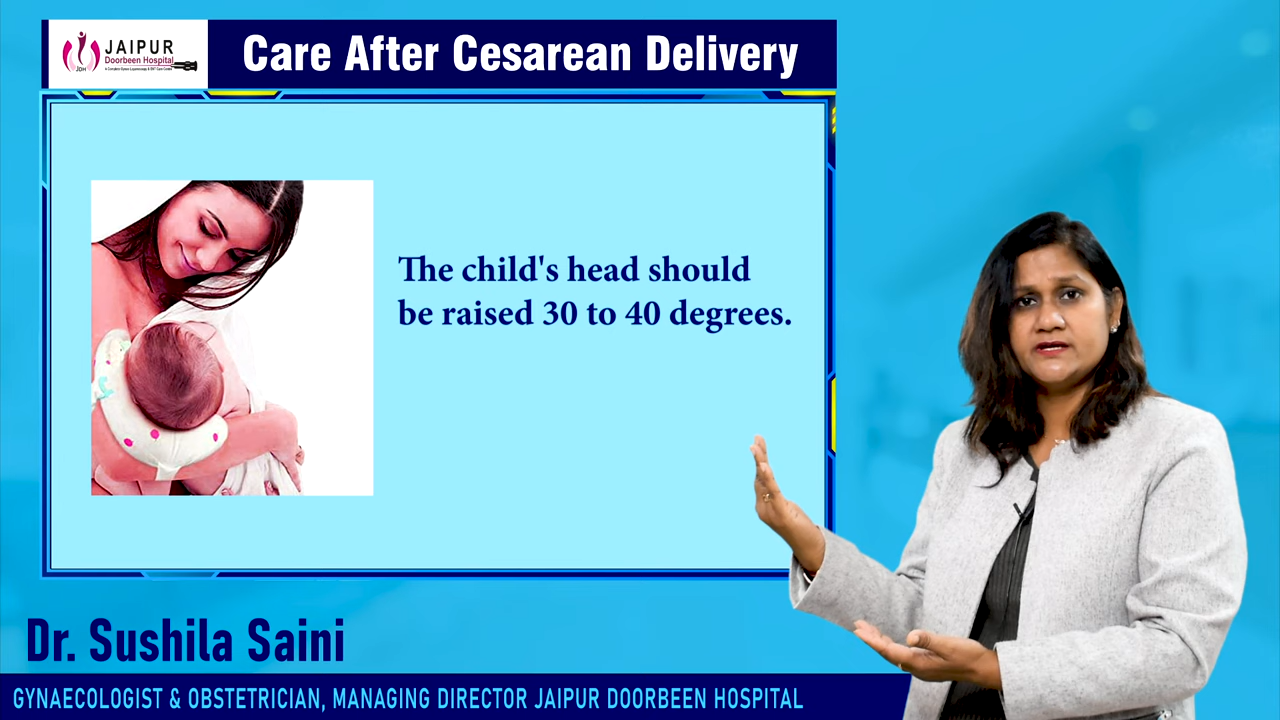 JAIPUR
Doorbeen Hospital
JDH
Care After Cesarean Delivery
The child's head should
be raised 30 to 40 degrees.
Dr. Sushila Saini
GYNAECOLOGIST & OBSTETRICIAN, MANAGING DIRECTOR JAIPUR DOORBEEN HOSPITAL